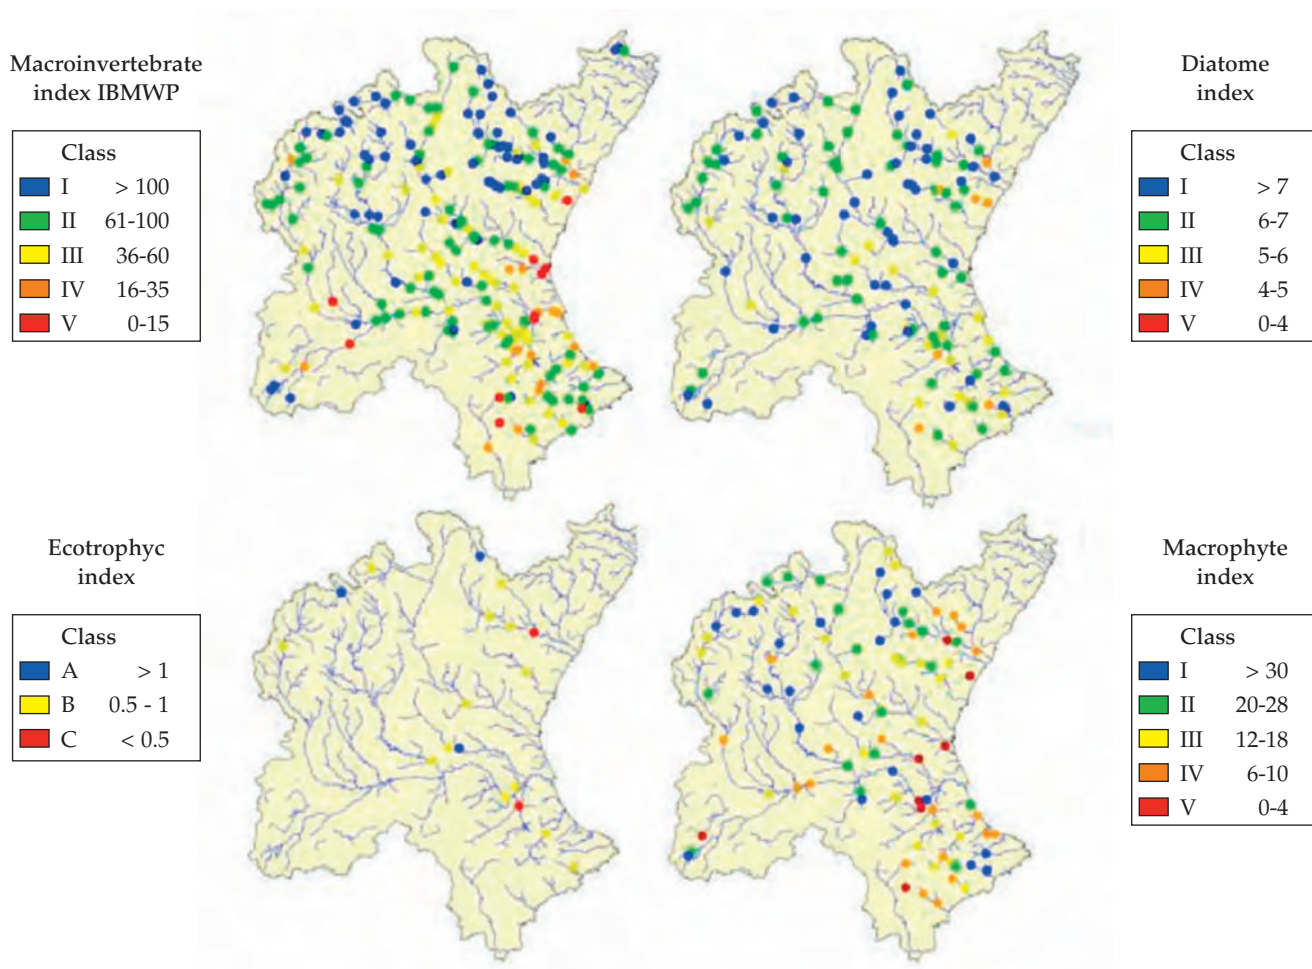 Macroinvertebrate
index IBMWP
Class
I > 100
II 61-100
III 36-60
IV 16-35
V 0-15
Diatome
index
Class
I > 7
II 6-7
III 5-6
IV 4-5
V 0-4
Ecotrophyc
index
Class
A > 1
B 0.5 - 1
C < 0.5
Macrophyte
index
Class
I > 30
II 20-28
III 12-18
IV 6-10
V 0-4